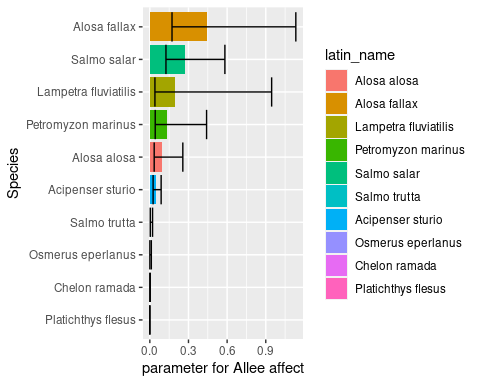 Alosa fallax
Salmo salar
Lampetra fluviatilis
Petromyzon marinus
Alosa alosa
Acipenser sturio
Salmo trutta
Osmerus eperlanus
Chelon ramada
Platichthys flesus
Species
0.0 0.3 0.6 0.9
parameter for Allee affect
latin_name
Alosa alosa
Alosa fallax
Lampetra fluviatilis
Petromyzon marinus
Salmo salar
Salmo trutta
Acipenser sturio
Osmerus eperlanus
Chelon ramada
Platichthys flesus